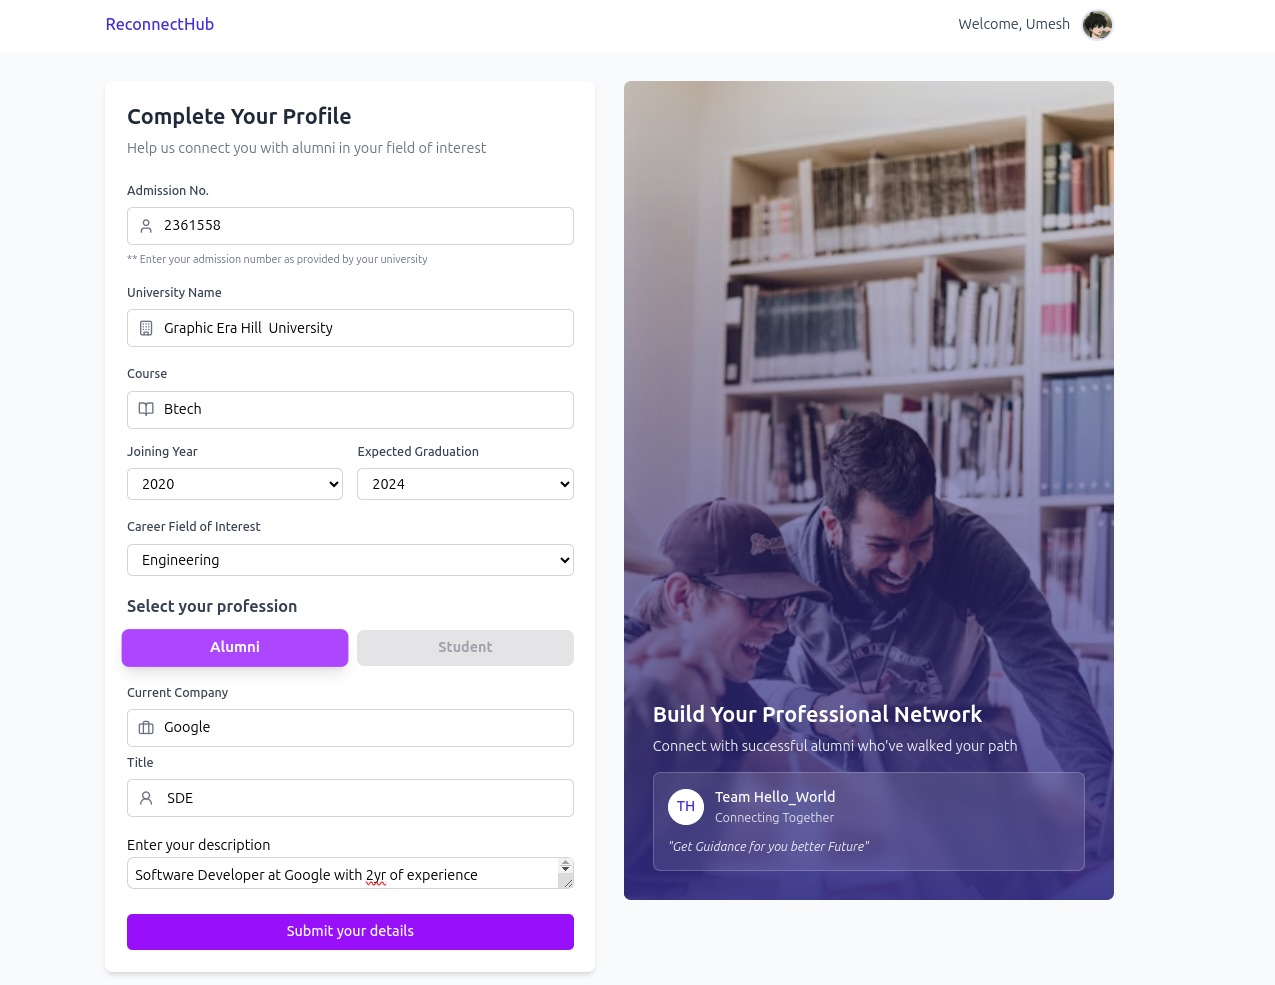 ReconnectHub
Welcome, Umesh
Complete Your Profile
Help us connect you with alumni in your field of interest
Admission No.
2361558
** Enter your admission number as provided by your university
University Name
Graphic Era Hill  University
Course
Btech
Joining Year
Expected Graduation
2020
2024
Career Field of Interest
Engineering
Select your profession
Alumni
Student
Current Company
Google
Title
SDE
Enter your description
Software Developer at Google with 2yr of experience
Submit your details
Build Your Professional Network
Connect with successful alumni who've walked your path
TH
Team Hello_World
Connecting Together
"Get Guidance for you better Future"